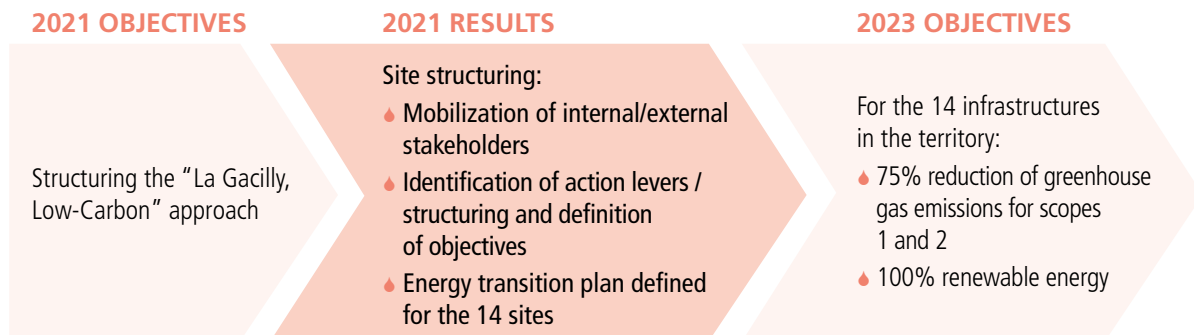 2021 OBJECTIVES
Structuring the “La Gacilly,
Low-Carbon” approach
2021 RESULTS
Site structuring:
Mobilization of internal/external
stakeholders
Identification of action levers /
structuring and definition
of objectives
Energy transition plan defined
for the 14 sites
2023 OBJECTIVES
For the 14 infrastructures
in the territory:
75% reduction of greenhouse
gas emissions for scopes
1 and 2
100% renewable energy